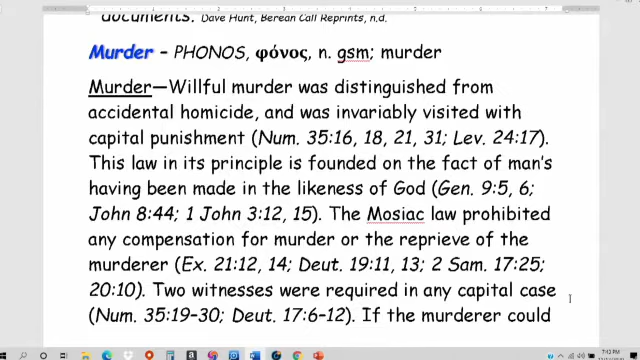 documents. Dave Hunt, Berean Call Reprints, n.d.
Murder – PHONOS, φόνος, n. gsm; murder
Murder—Willful murder was distinguished from
accidental homicide, and was invariably visited with
capital punishment (Num. 35:16, 18, 21, 31; Lev. 24:17).
This law in its principle is founded on the fact of man's
having been made in the likeness of God (Gen. 9:5, 6;
John 8:44; 1 John 3:12, 15). The Mosiac law prohibited
any compensation for murder or the reprieve of the
murderer (Ex. 21:12, 14; Deut. 19:11, 13; 2 Sam. 17:25;
20:10). Two witnesses were required in any capital case
(Num. 35:19–30; Deut. 17:6–12). If the murderer could
7:12 PM